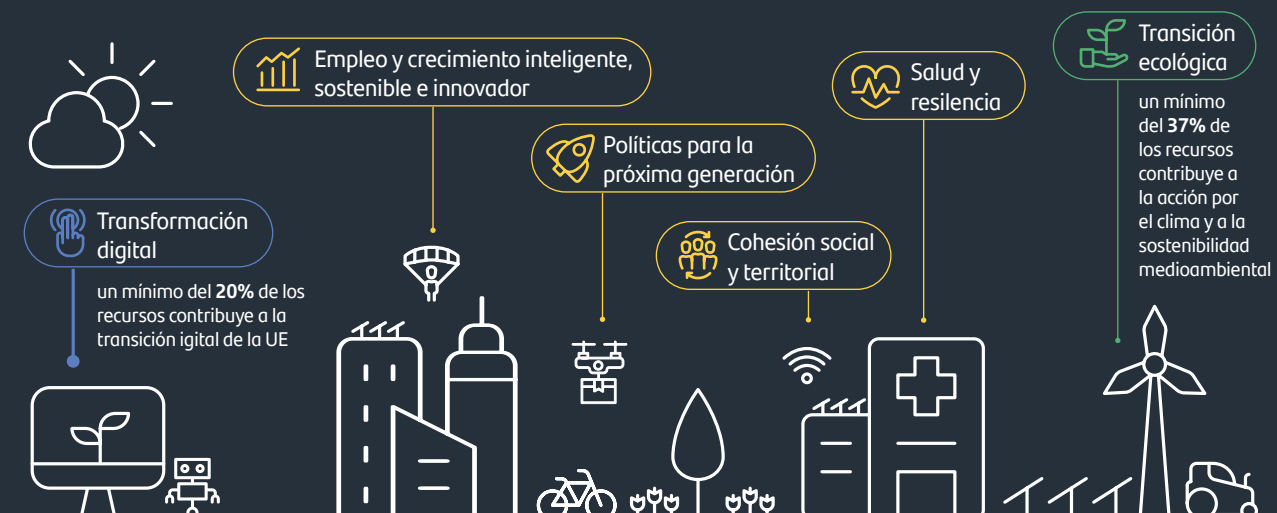 Transformación
digital
un mínimo del 20% de los
recursos contribuye a la
transición igital de la UE
Empleo y crecimiento inteligente,
sostenible e innovador
Políticas para la
próxima generación
Cohesión social
y territorial
Salud y
resilencia
Transición
ecológica
un mínimo
del 37% de
los recursos
contribuye a
la acción por
el clima y a la
sostenibilidad
medioambiental